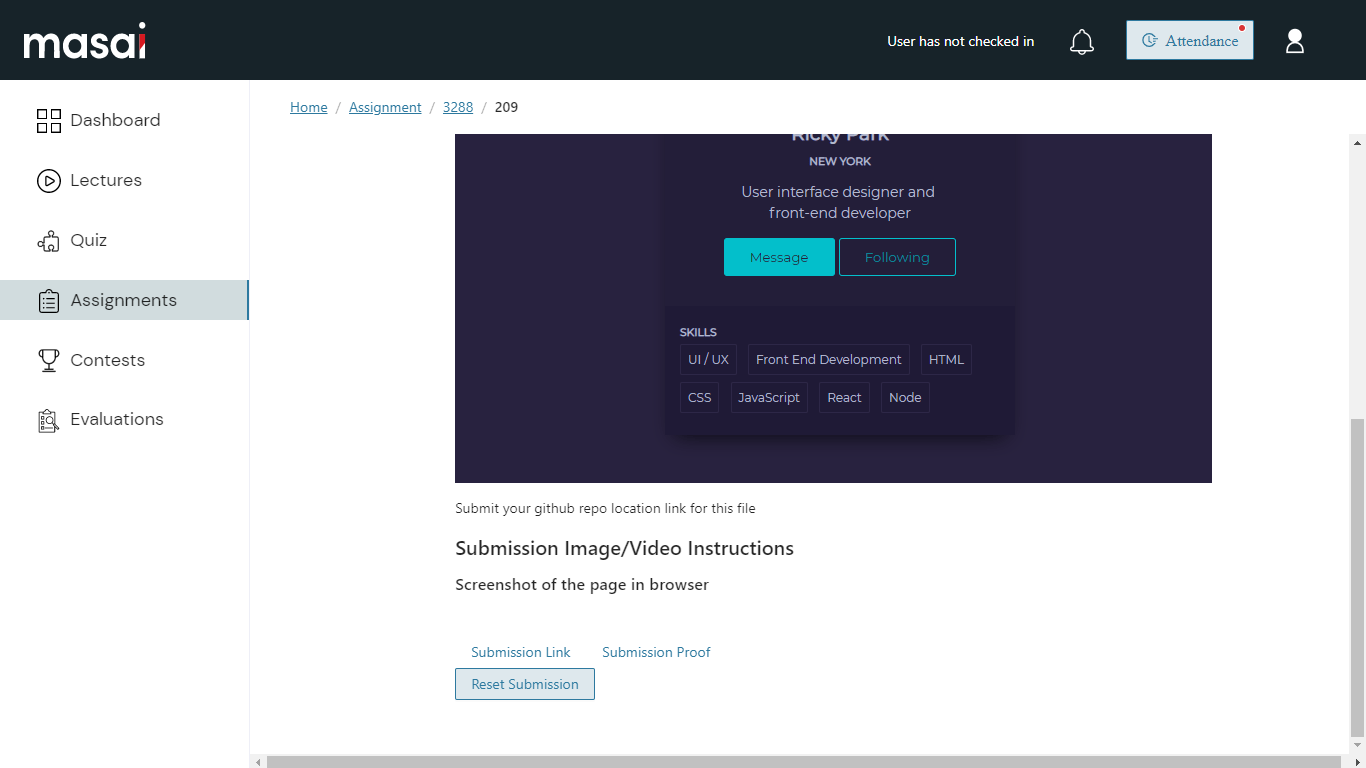 masai
User has not checked in
Attendance
Dashboard
Lectures
Quiz
Assignments
Contests
Evaluations
Home / Assignment / 3288 / 209
Ricky Park
NEW YORK
User interface designer and
front-end developer
Message Following
SKILLS
UI / UX Front End Development HTML
CSS JavaScript React Node
Submit your github repo location link for this file
Submission Image/Video Instructions
Screenshot of the page in browser
Submission Link Submission Proof
Reset Submission